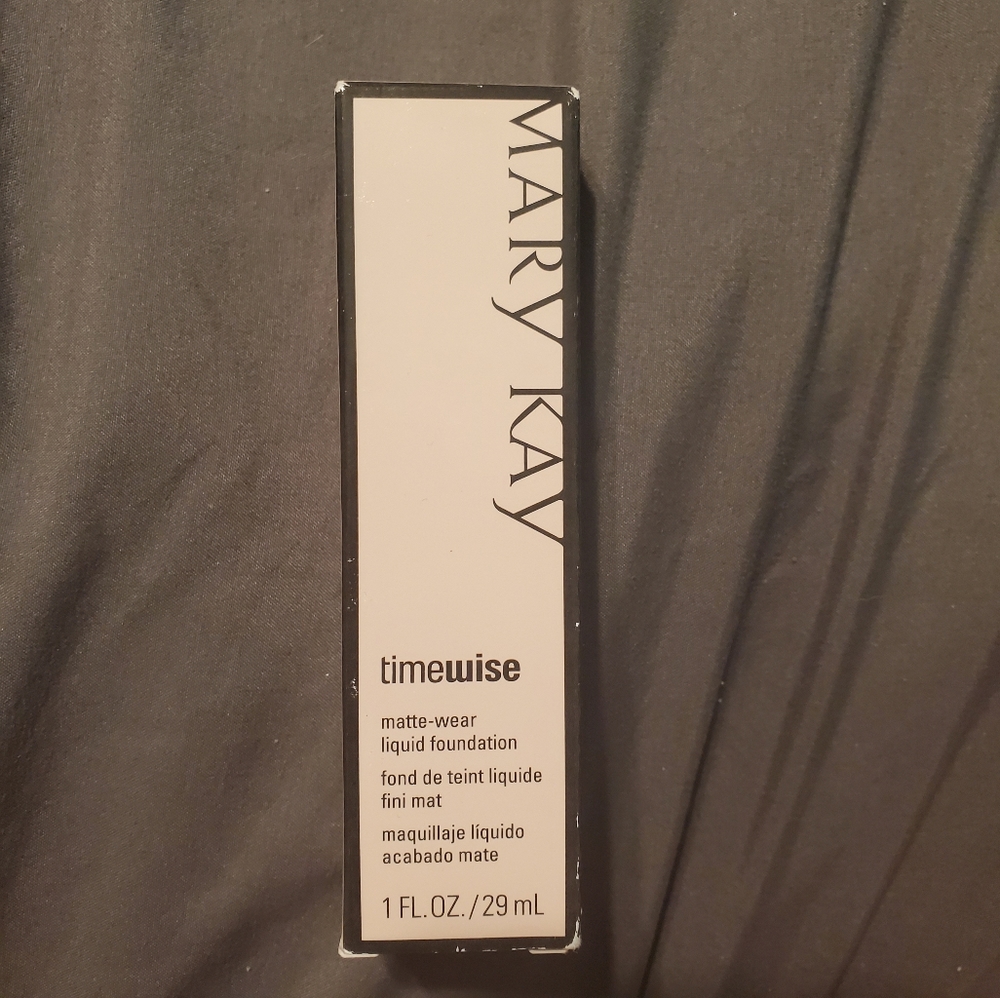 MARY KAY
timewise
matte-wear
liquid foundation
fond de teint liquide
fini mat
maquillaje líquido
acabado mate
1 FL. OZ. / 29 mL